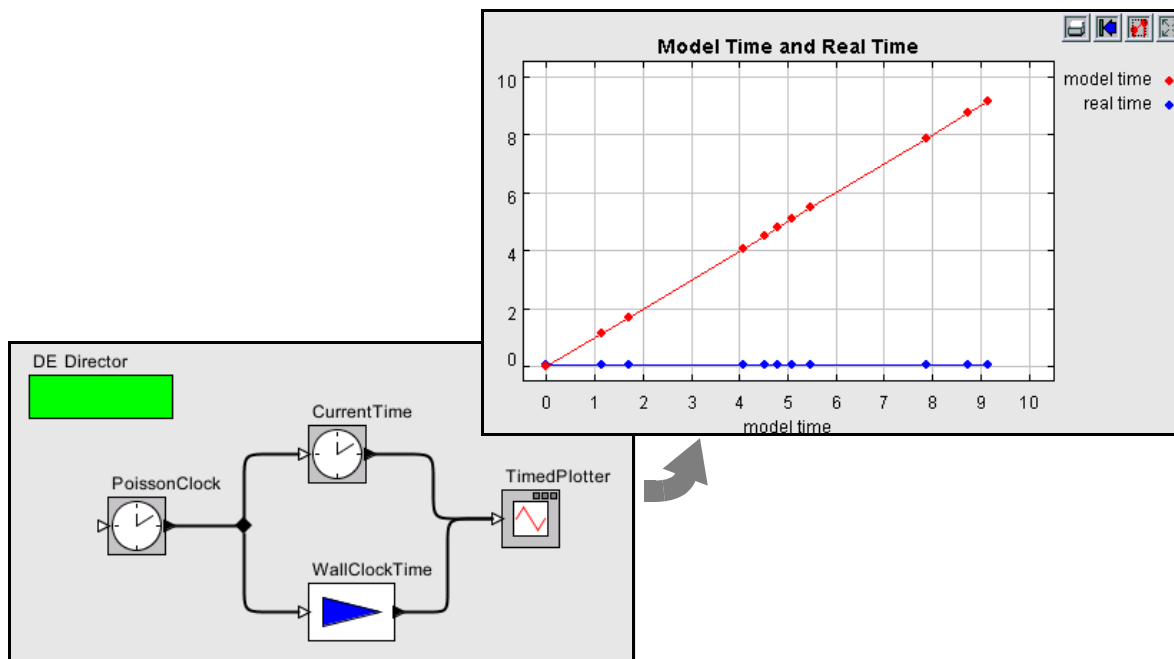 Model Time and Real Time
model time
real time
10
8
6
4
2
0
0 1 2 3 4 5 6 7 8 9 10
model time
DE Director
CurrentTime
PoissonClock
TimedPlotter
WallClockTime